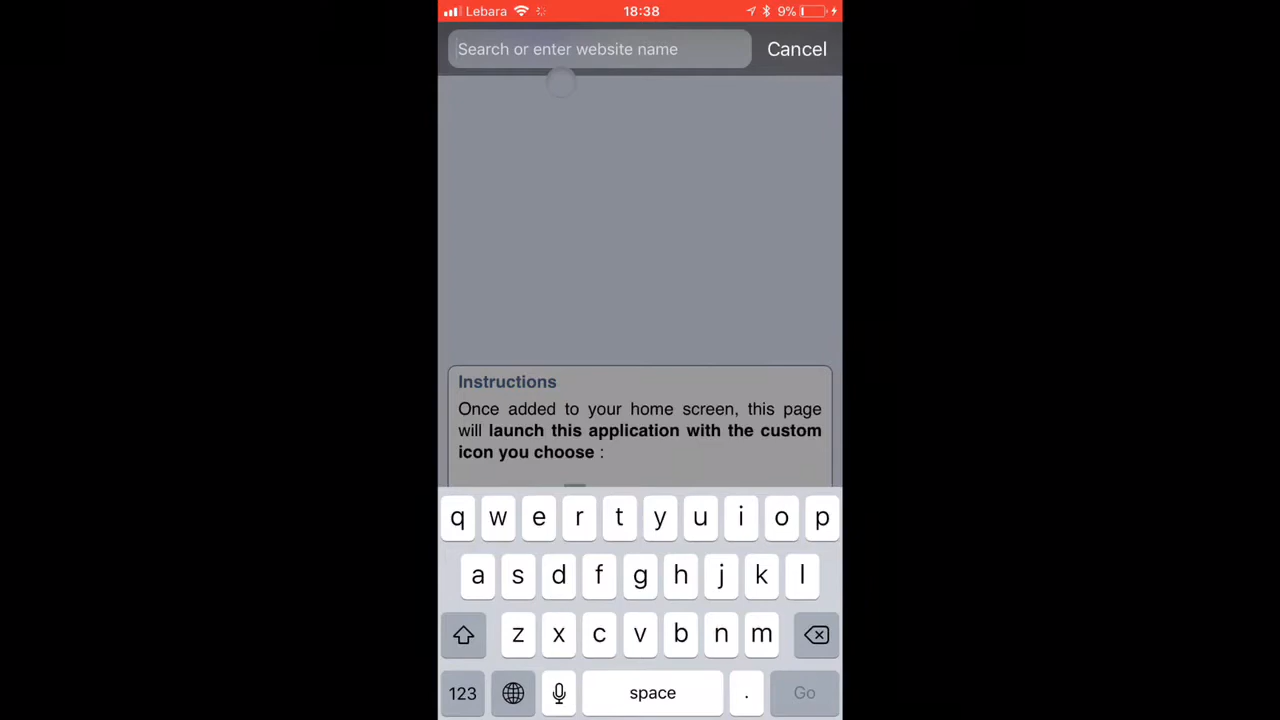 Lebara 18:38 9%
Search or enter website name Cancel
Instructions
Once added to your home screen, this page
will launch this application with the custom
icon you choose :
q w e r t y u i o p
a s d f g h j k l
z x c v b n m
123 space . Go